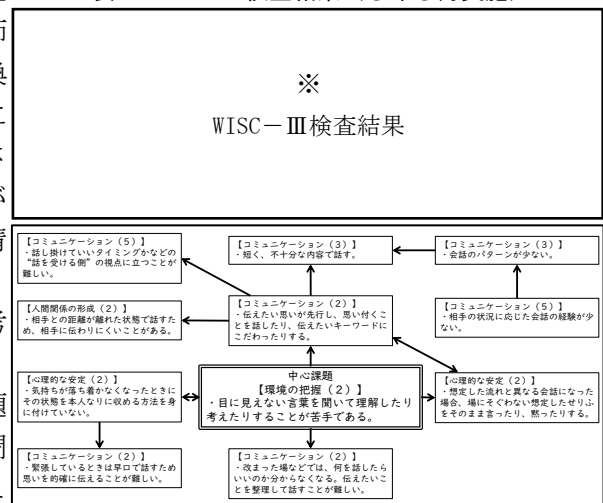 ※
WISC-Ⅲ検査結果
【コミュニケーション(5)】
・話し掛けていいタイミングかなどの
“話を受ける側”の視点に立つことが
難しい。
【コミュニケーション(3)】
・短く、不十分な内容で話す。
【コミュニケーション(3)】
・会話のパターンが少ない。
【人間関係の形成(2)】
・相手との距離が離れた状態で話すた
め、相手に伝わりにくいことがある。
【コミュニケーション(2)】
・伝えたい思いが先行し、思い付くこ
とを話したり、伝えたいキーワードに
こだわったりする。
【コミュニケーション(5)】
・相手の状況に応じた会話の経験が少
ない。
【心理的な安定(2)】
・気持ちが落ち着かなくなったときに
その状態を本人なりに収める方法を身
に付けていない。
中心課題
【環境の把握(2)】
・目に見えない言葉を聞いて理解したり
考えたりすることが苦手である。
【心理的な安定(2)】
・想定した流れと異なる会話になった
場合、場にそぐわない想定したせりふ
をそのまま言ったり、黙ったりする。
【コミュニケーション(2)】
・緊張しているときは早口で話すため
思いを的確に伝えることが難しい。
【コミュニケーション(2)】
・改まった場などでは、何を話したら
いいのか分からなくなる。伝えたいこ
とを整理して話すことが難しい。